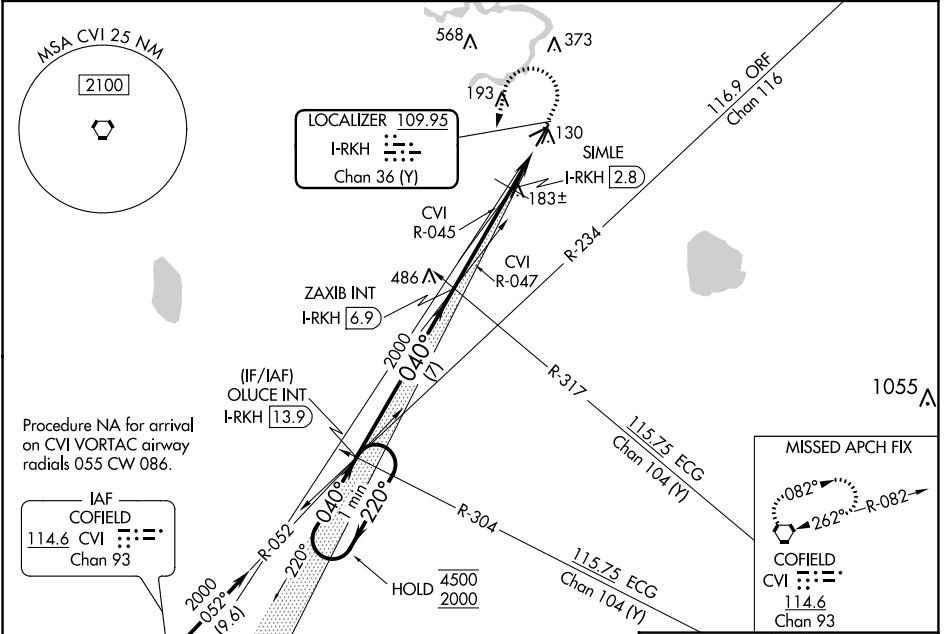 MSA CVI 25 NM
2100
568
373
193
130
LOCALIZER 109.95
I-RKH
Chan 36 (Y)
SIMLE
I-RKH 2.8
183±
116.9 ORF
Chan 116
R-234
CVI
R-045
CVI
R-047
486
ZAXIB INT
I-RKH 6.9
2000
040°
(7)
R-317
115.75 ECG
Chan 104 (Y)
1055
(IF/IAF)
OLUCE INT
I-RKH 13.9
Procedure NA for arrival
on CVI VORTAC airway
radials 055 CW 086.
IAF
COFIELD
114.6 CVI
Chan 93
R-052
040°
1 min
220°
220°
2000
052°
(9.6)
HOLD 4500
2000
R-304
115.75 ECG
Chan 104 (Y)
MISSED APCH FIX
082°
262°
R-082
COFIELD
CVI
114.6
Chan 93